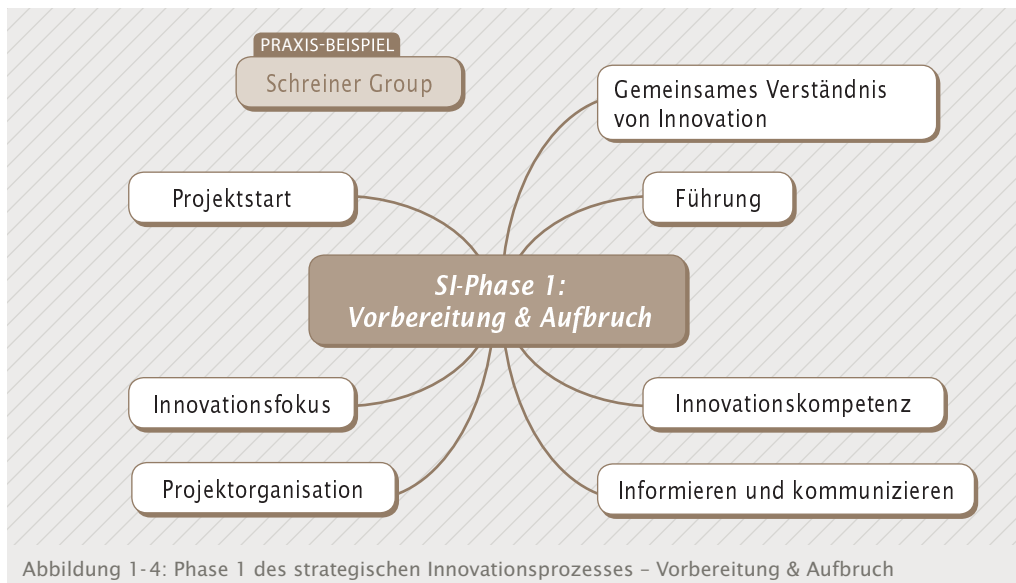 PRAXIS-BEISPIEL
Schreiner Group
Gemeinsames Verständnis
von Innovation
Projektstart
Führung
SI-Phase 1:
Vorbereitung & Aufbruch
Innovationsfokus
Innovationskompetenz
Projektorganisation
Informieren und kommunizieren
Abbildung 1-4: Phase 1 des strategischen Innovationsprozesses – Vorbereitung & Aufbruch